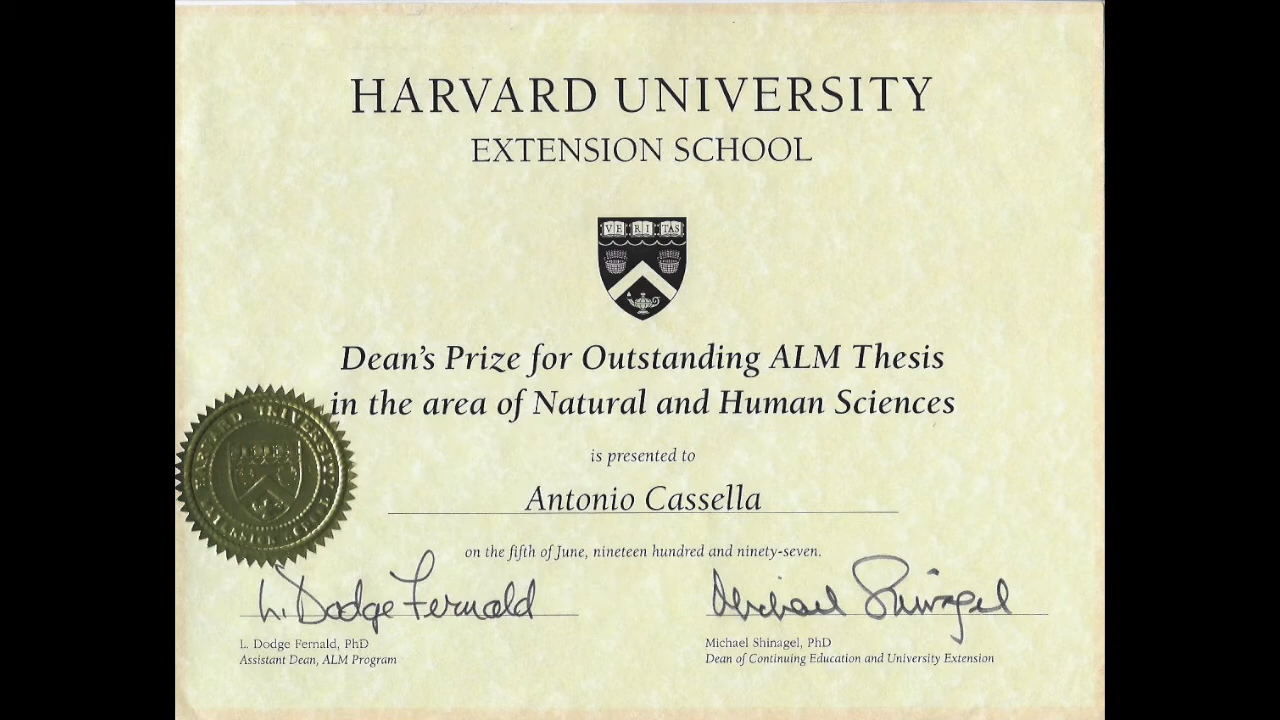 HARVARD UNIVERSITY
EXTENSION SCHOOL
VE RI TAS
Dean's Prize for Outstanding ALM Thesis
in the area of Natural and Human Sciences
is presented to
Antonio Cassella
on the fifth of June, nineteen hundred and ninety-seven.
L. Dodge Fernald
Michael Shinagel
L. Dodge Fernald, PhD
Assistant Dean, ALM Program
Michael Shinagel, PhD
Dean of Continuing Education and University Extension